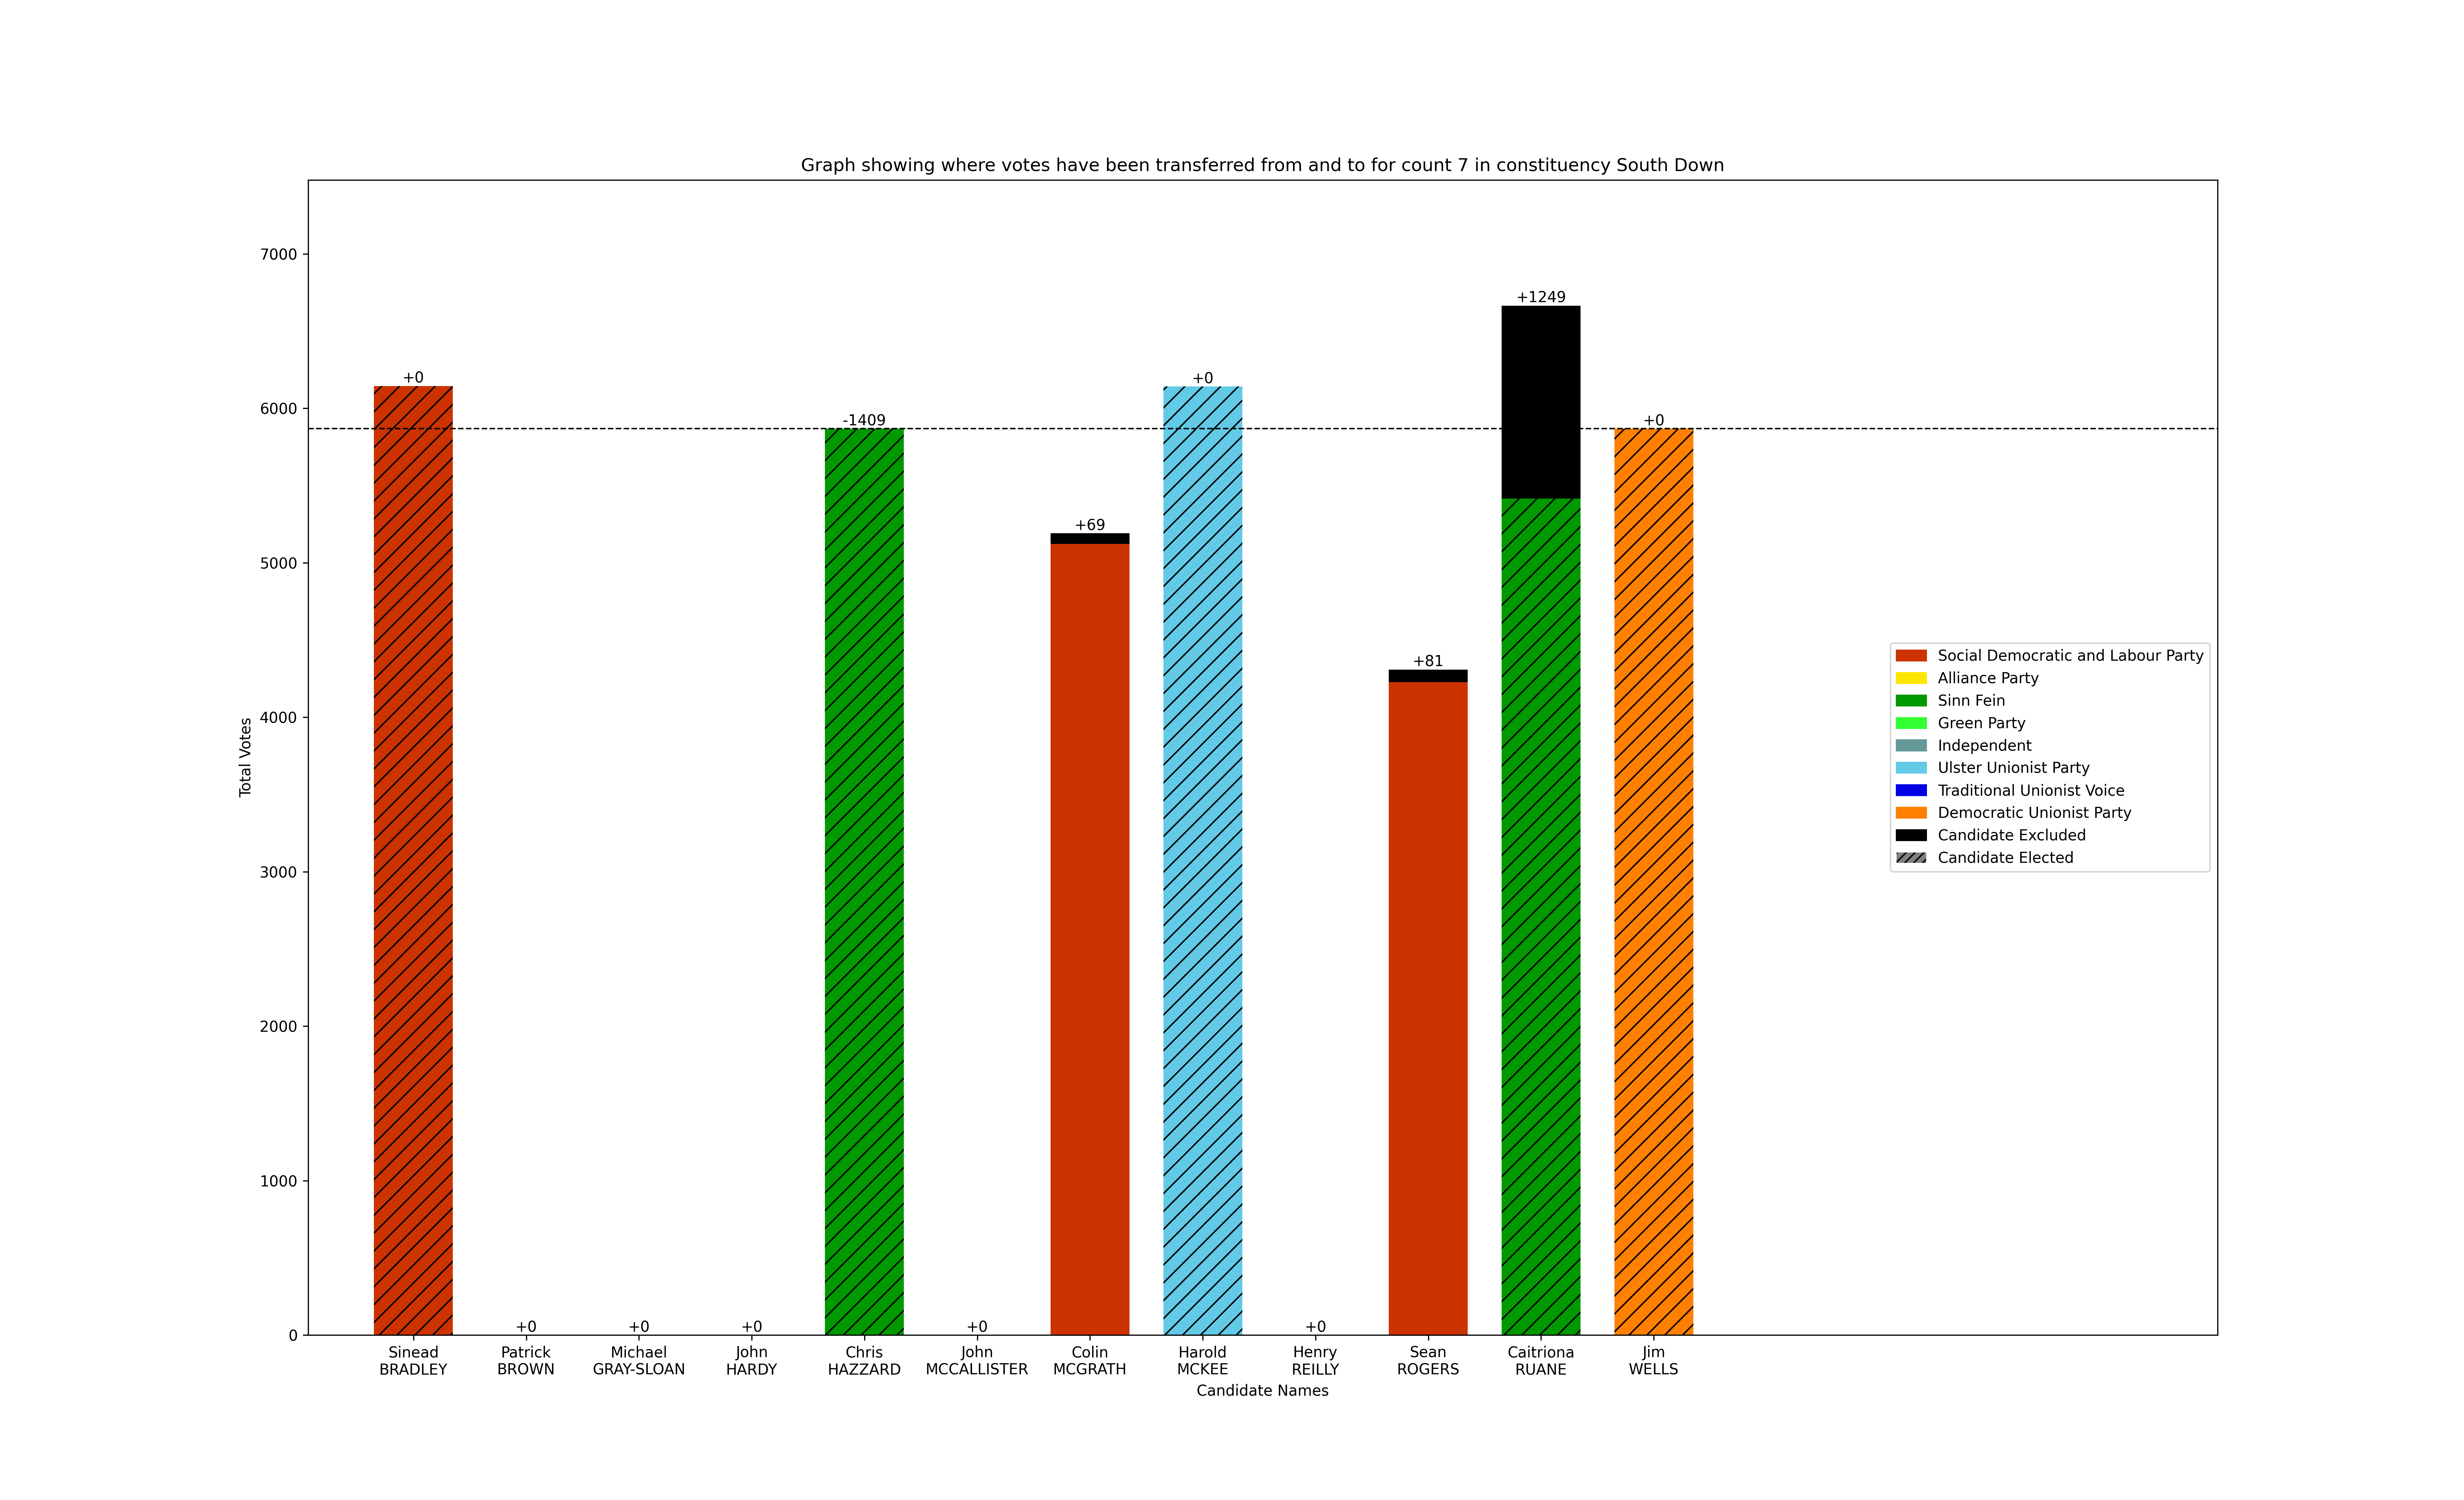 Graph showing where votes have been transferred from and to for count 7 in constituency South Down
Total Votes
7000
6000
5000
4000
3000
2000
1000
0
+0
+0
+0
+0
-1409
+0
+69
+0
+0
+81
+1249
+0
Sinead
BRADLEY
Patrick
BROWN
Michael
GRAY-SLOAN
John
HARDY
Chris
HAZZARD
John
MCCALLISTER
Colin
MCGRATH
Harold
MCKEE
Henry
REILLY
Sean
ROGERS
Caitriona
RUANE
Jim
WELLS
Candidate Names
Social Democratic and Labour Party
Alliance Party
Sinn Fein
Green Party
Independent
Ulster Unionist Party
Traditional Unionist Voice
Democratic Unionist Party
Candidate Excluded
Candidate Elected